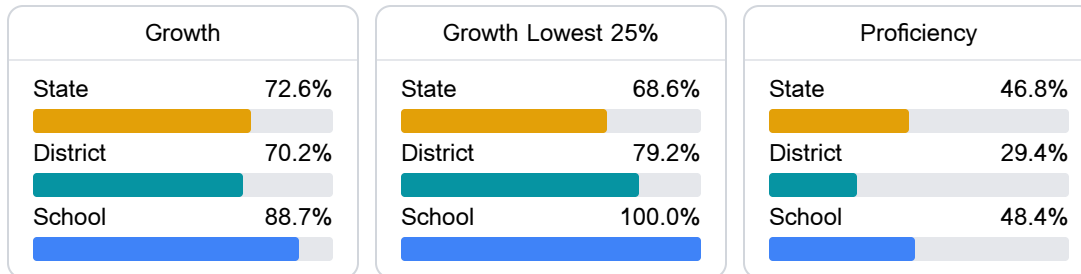 Growth
State 72.6%
District 70.2%
School 88.7%
Growth Lowest 25%
State 68.6%
District 79.2%
School 100.0%
Proficiency
State 46.8%
District 29.4%
School 48.4%